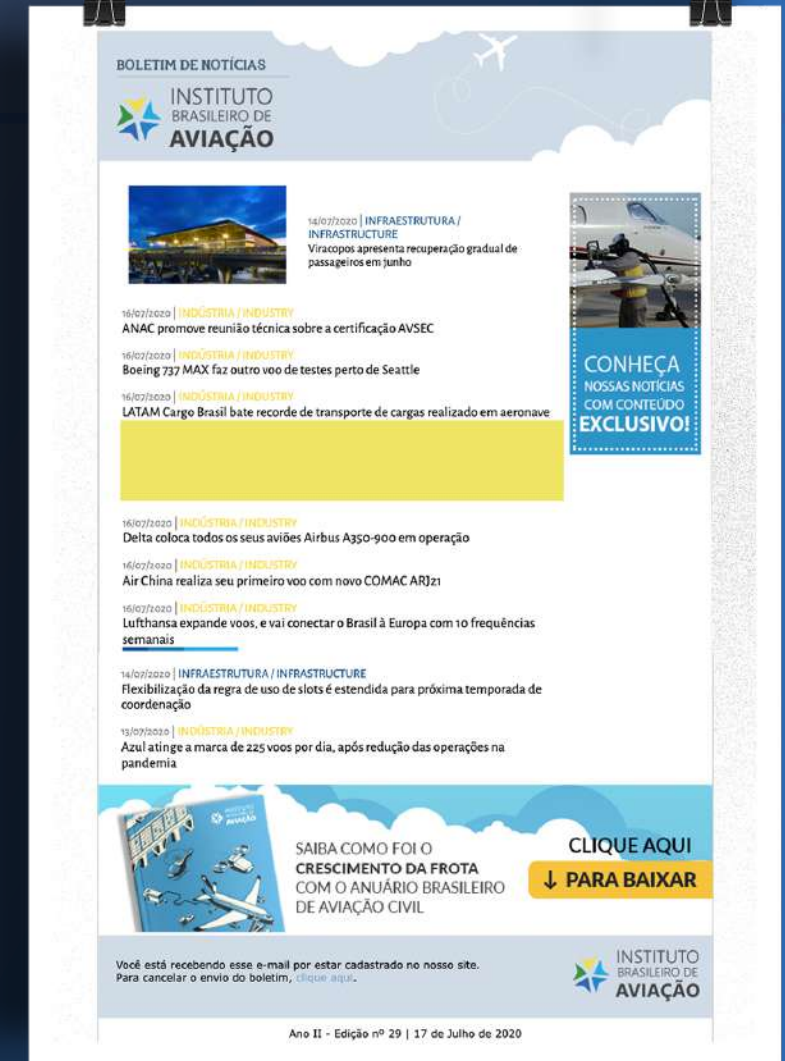 BOLETIM DE NOTÍCIAS
INSTITUTO
BRASILEIRO DE
AVIAÇÃO
14/07/2020 | INFRAESTRUTURA /
INFRASTRUCTURE
Viracopos apresenta recuperação gradual de
passageiros em junho
16/07/2020 | INDÚSTRIA / INDUSTRY
ANAC promove reunião técnica sobre a certificação AVSEC
16/07/2020 | INDÚSTRIA / INDUSTRY
Boeing 737 MAX faz outro voo de testes perto de Seattle
16/07/2020 | INDÚSTRIA / INDUSTRY
LATAM Cargo Brasil bate recorde de transporte de cargas realizado em aeronave
CONHEÇA
NOSSAS NOTÍCIAS
COM CONTEÚDO
EXCLUSIVO!
16/07/2020 | INDÚSTRIA / INDUSTRY
Delta coloca todos os seus aviões Airbus A350-900 em operação
16/07/2020 | INDÚSTRIA / INDUSTRY
Air China realiza seu primeiro voo com novo COMAC ARJ21
16/07/2020 | INDÚSTRIA / INDUSTRY
Lufthansa expande voos, e vai conectar o Brasil à Europa com 10 frequências
semanais
14/07/2020 | INFRAESTRUTURA / INFRASTRUCTURE
Flexibilização da regra de uso de slots é estendida para próxima temporada de
coordenação
13/07/2020 | INDÚSTRIA / INDUSTRY
Azul atinge a marca de 225 voos por dia, após redução das operações na
pandemia
INSTITUTO
BRASILEIRO DE
AVIAÇÃO
SAIBA COMO FOI O
CRESCIMENTO DA FROTA
COM O ANUÁRIO BRASILEIRO
DE AVIAÇÃO CIVIL
CLIQUE AQUI
↓ PARA BAIXAR
Você está recebendo esse e-mail por estar cadastrado no nosso site.
Para cancelar o envio do boletim, clique aqui.
INSTITUTO
BRASILEIRO DE
AVIAÇÃO
Ano II - Edição nº 29 | 17 de Julho de 2020